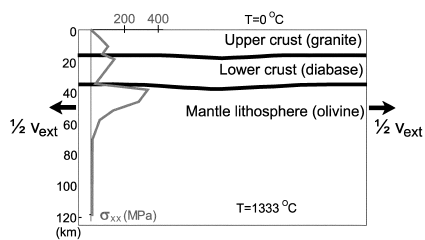 200 400 T=0 °C
0
Upper crust (granite)
20
Lower crust (diabase)
40
Mantle lithosphere (olivine)
½ vext
½ vext
60
80
100
T=1333 °C
120
σxx (MPa)
(km)